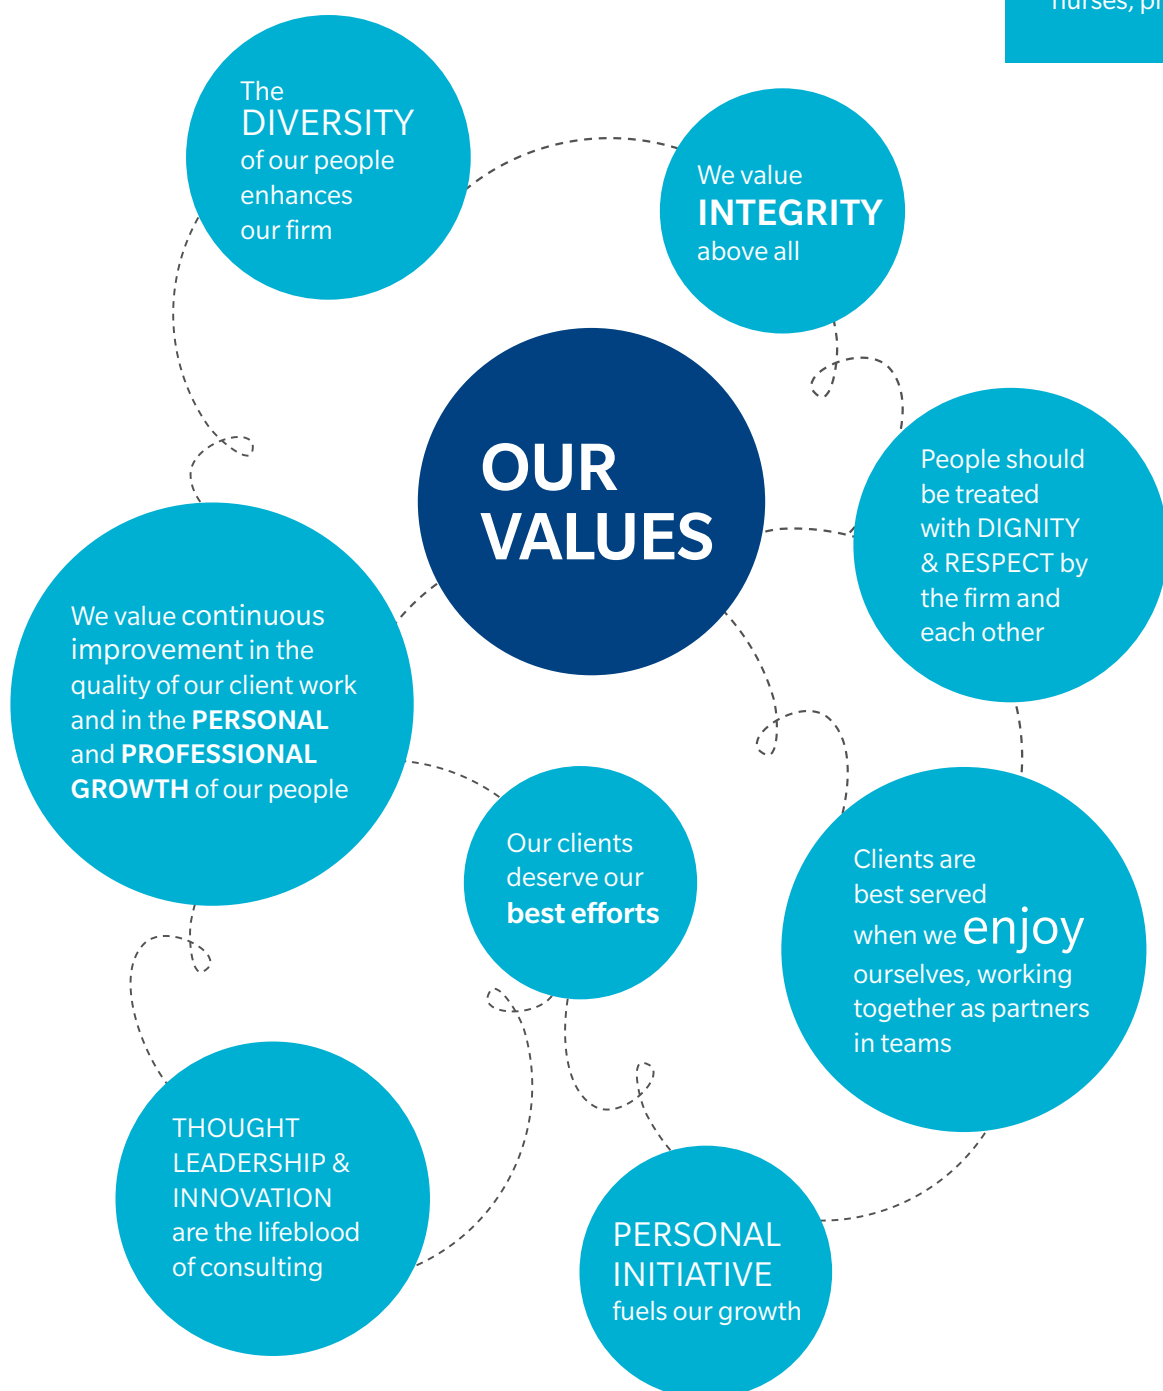 nurses, ph
The
DIVERSITY
of our people
enhances
our firm
We value
INTEGRITY
above all
OUR
VALUES
People should
be treated
with DIGNITY
& RESPECT by
the firm and
each other
We value continuous
improvement in the
quality of our client work
and in the PERSONAL
and PROFESSIONAL
GROWTH of our people
Our clients
deserve our
best efforts
Clients are
best served
when we enjoy
ourselves, working
together as partners
in teams
THOUGHT
LEADERSHIP &
INNOVATION
are the lifeblood
of consulting
PERSONAL
INITIATIVE
fuels our growth